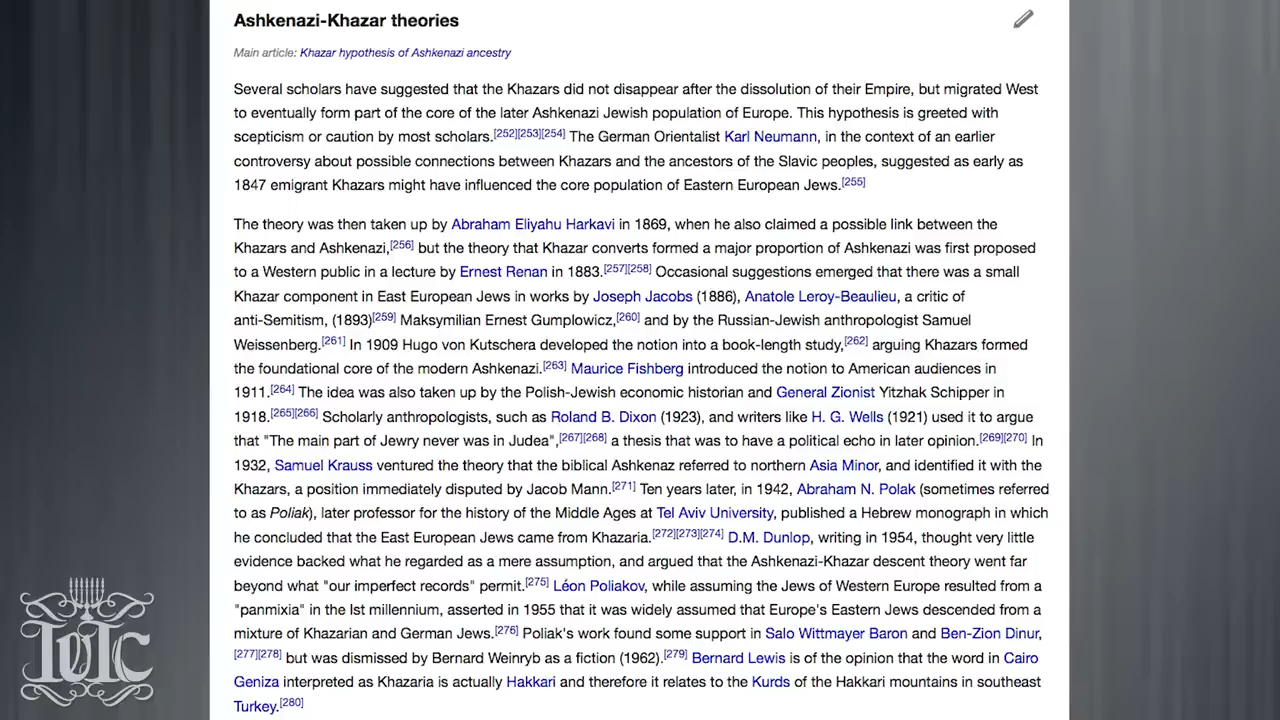 Ashkenazi-Khazar theories
Main article: Khazar hypothesis of Ashkenazi ancestry
Several scholars have suggested that the Khazars did not disappear after the dissolution of their Empire, but migrated West
to eventually form part of the core of the later Ashkenazi Jewish population of Europe. This hypothesis is greeted with
scepticism or caution by most scholars.[252][253][254] The German Orientalist Karl Neumann, in the context of an earlier
controversy about possible connections between Khazars and the ancestors of the Slavic peoples, suggested as early as
1847 emigrant Khazars might have influenced the core population of Eastern European Jews.[255]
The theory was then taken up by Abraham Eliyahu Harkavi in 1869, when he also claimed a possible link between the
Khazars and Ashkenazi,[256] but the theory that Khazar converts formed a major proportion of Ashkenazi was first proposed
to a Western public in a lecture by Ernest Renan in 1883.[257][258] Occasional suggestions emerged that there was a small
Khazar component in East European Jews in works by Joseph Jacobs (1886), Anatole Leroy-Beaulieu, a critic of
anti-Semitism, (1893)[259] Maksymilian Ernest Gumplowicz,[260] and by the Russian-Jewish anthropologist Samuel
Weissenberg.[261] In 1909 Hugo von Kutschera developed the notion into a book-length study,[262] arguing Khazars formed
the foundational core of the modern Ashkenazi.[263] Maurice Fishberg introduced the notion to American audiences in
1911.[264] The idea was also taken up by the Polish-Jewish economic historian and General Zionist Yitzhak Schipper in
1918.[265][266] Scholarly anthropologists, such as Roland B. Dixon (1923), and writers like H. G. Wells (1921) used it to argue
that "The main part of Jewry never was in Judea",[267][268] a thesis that was to have a political echo in later opinion.[269][270] In
1932, Samuel Krauss ventured the theory that the biblical Ashkenaz referred to northern Asia Minor, and identified it with the
Khazars, a position immediately disputed by Jacob Mann.[271] Ten years later, in 1942, Abraham N. Polak (sometimes referred
to as Poliak), later professor for the history of the Middle Ages at Tel Aviv University, published a Hebrew monograph in which
he concluded that the East European Jews came from Khazaria.[272][273][274] D.M. Dunlop, writing in 1954, thought very little
evidence backed what he regarded as a mere assumption, and argued that the Ashkenazi-Khazar descent theory went far
beyond what "our imperfect records" permit.[275] Léon Poliakov, while assuming the Jews of Western Europe resulted from a
"panmixia" in the Ist millennium, asserted in 1955 that it was widely assumed that Europe's Eastern Jews descended from a
mixture of Khazarian and German Jews.[276] Poliak's work found some support in Salo Wittmayer Baron and Ben-Zion Dinur,
[277][278] but was dismissed by Bernard Weinryb as a fiction (1962).[279] Bernard Lewis is of the opinion that the word in Cairo
Geniza interpreted as Khazaria is actually Hakkari and therefore it relates to the Kurds of the Hakkari mountains in southeast
Turkey.[280]